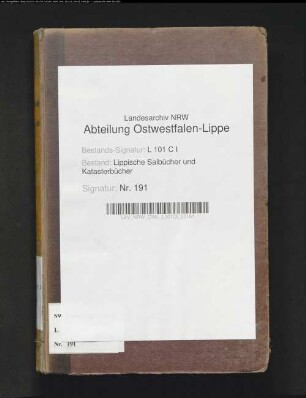 Landesarchiv NRW
Abteilung Ostwestfalen-Lippe
Bestands-Signatur: L 101 C I
Bestand: Lippische Salbücher und
Katasterbücher
Signatur: Nr. 191
L
Nr. 191